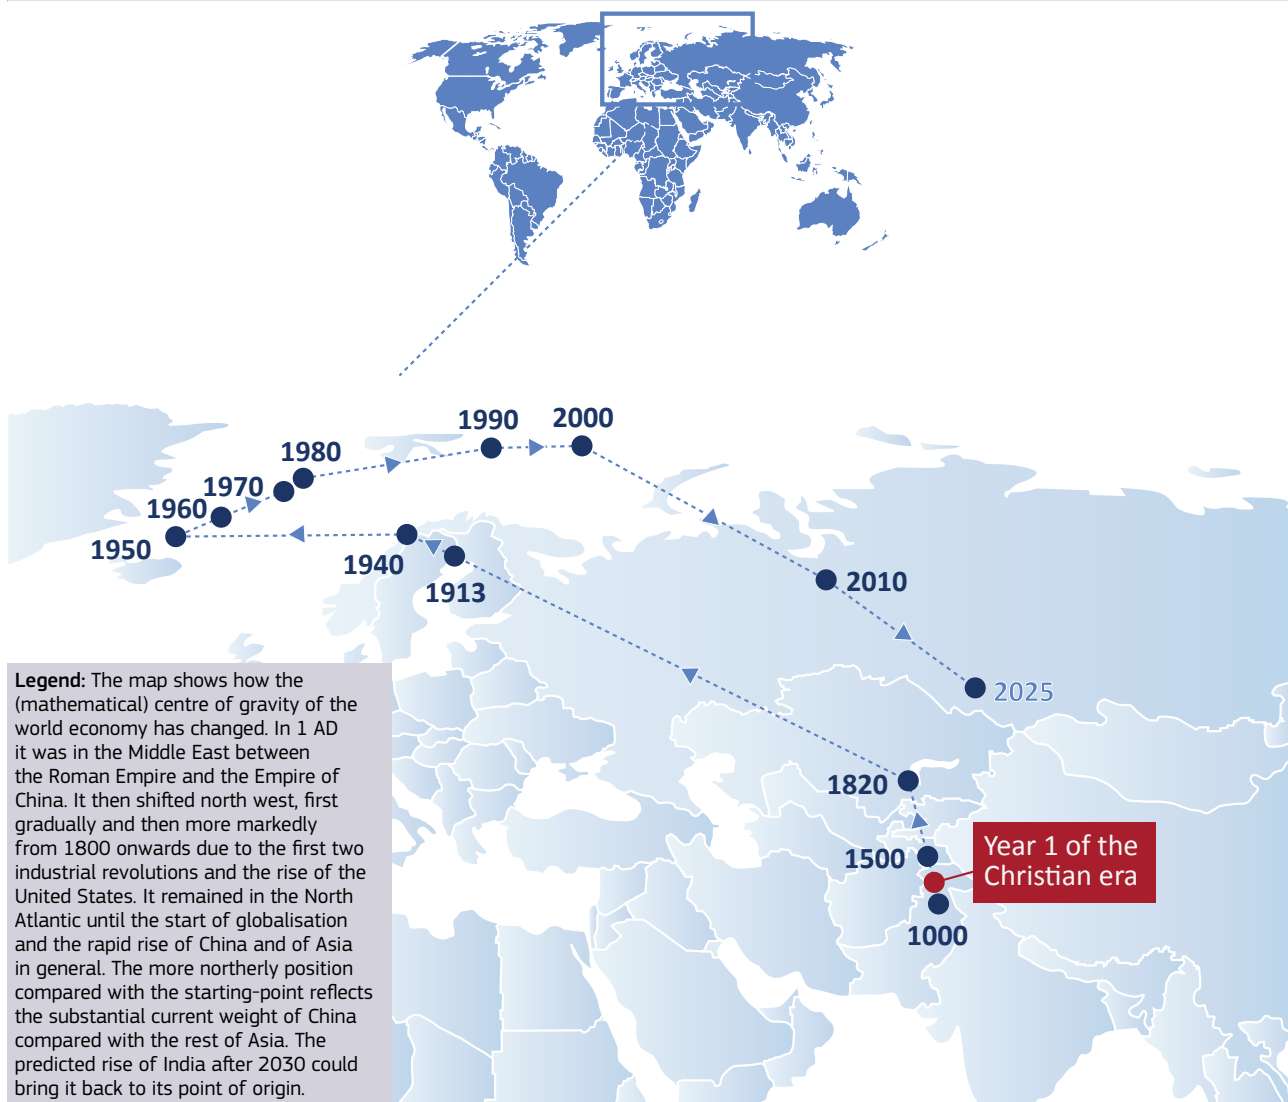 1990
2000
1980
1970
1960
1950
1940
1913
2010
2025
1820
1500
Year 1 of the
Christian era
1000
Legend: The map shows how the
(mathematical) centre of gravity of the
world economy has changed. In 1 AD
it was in the Middle East between
the Roman Empire and the Empire of
China. It then shifted north west, first
gradually and then more markedly
from 1800 onwards due to the first two
industrial revolutions and the rise of the
United States. It remained in the North
Atlantic until the start of globalisation
and the rapid rise of China and of Asia
in general. The more northerly position
compared with the starting-point reflects
the substantial current weight of China
compared with the rest of Asia. The
predicted rise of India after 2030 could
bring it back to its point of origin.